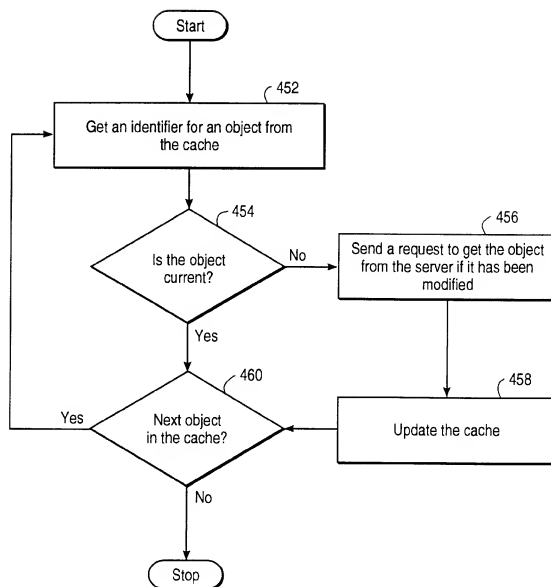 Start
452
Get an identifier for an object from
the cache
454
Is the object
current?
No
Yes
456
Send a request to get the object
from the server if it has been
modified
458
Update the cache
460
Next object
in the cache?
Yes
No
Stop